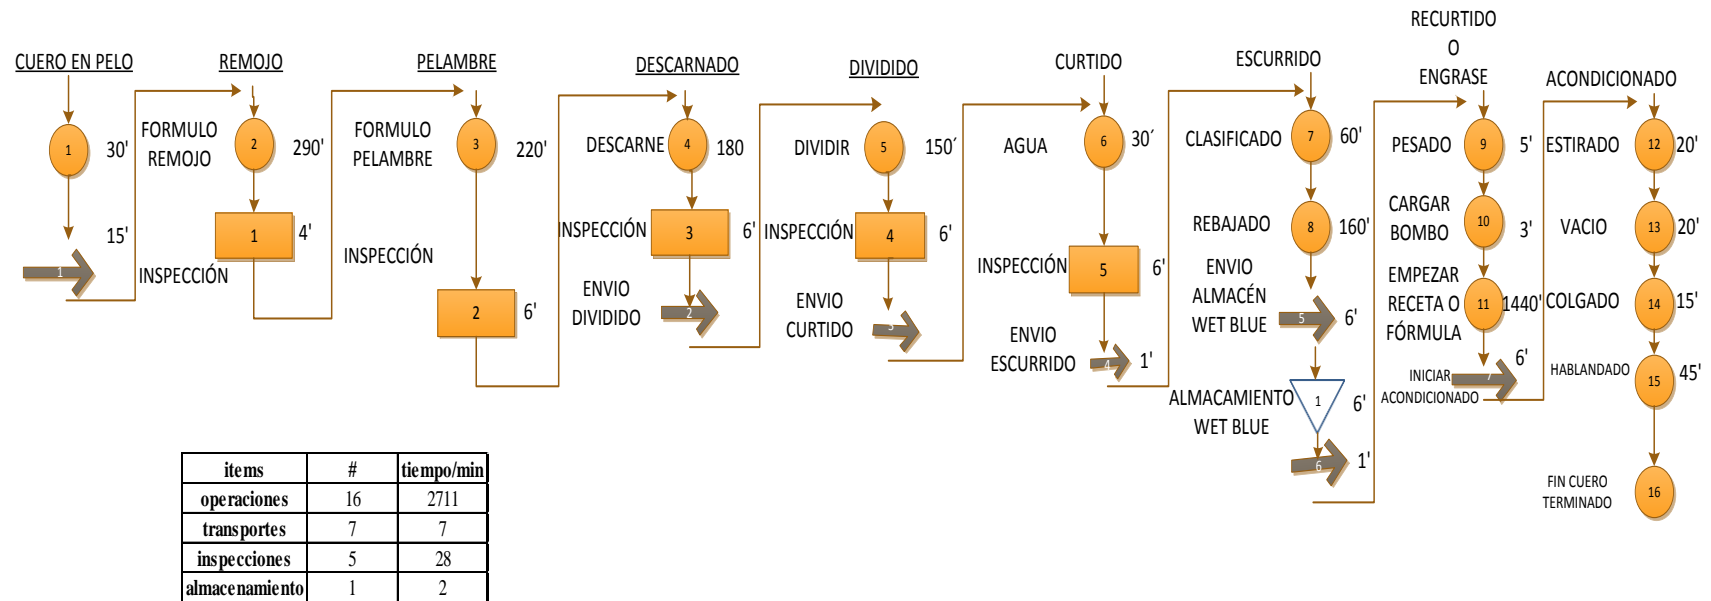 CUERO EN PELO
1
30'
15'
1
REMOJO
FORMULO
REMOJO
2
290'
1
4'
INSPECCIÓN
PELAMBRE
FORMULO
PELAMBRE
3
220'
INSPECCIÓN
2
6'
DESCARNADO
DESCARNE
4
180
INSPECCIÓN
3
6'
ENVIO
DIVIDIDO
2
DIVIDIDO
DIVIDIR
5
150´
INSPECCIÓN
4
6'
ENVIO
CURTIDO
3
CURTIDO
AGUA
6
30´
INSPECCIÓN
5
6'
ENVIO
ESCURRIDO
4
1'
ESCURRIDO
CLASIFICADO
7
60'
REBAJADO
8
160'
ENVIO
ALMACÉN
WET BLUE
5
6'
ALMACAMIENTO
WET BLUE
1
6'
6
1'
RECURTIDO
O
ENGRASE
PESADO
9
5'
CARGAR
BOMBO
10
3'
EMPEZAR
RECETA O
FÓRMULA
11
1440'
INICIAR
ACONDICIONADO
7
6'
ACONDICIONADO
ESTIRADO
12
20'
VACIO
13
20'
COLGADO
14
15'
HABLANDADO
15
45'
FIN CUERO
TERMINADO
16
items # tiempo/min
operaciones 16 2711
transportes 7 7
inspecciones 5 28
almacenamiento 1 2